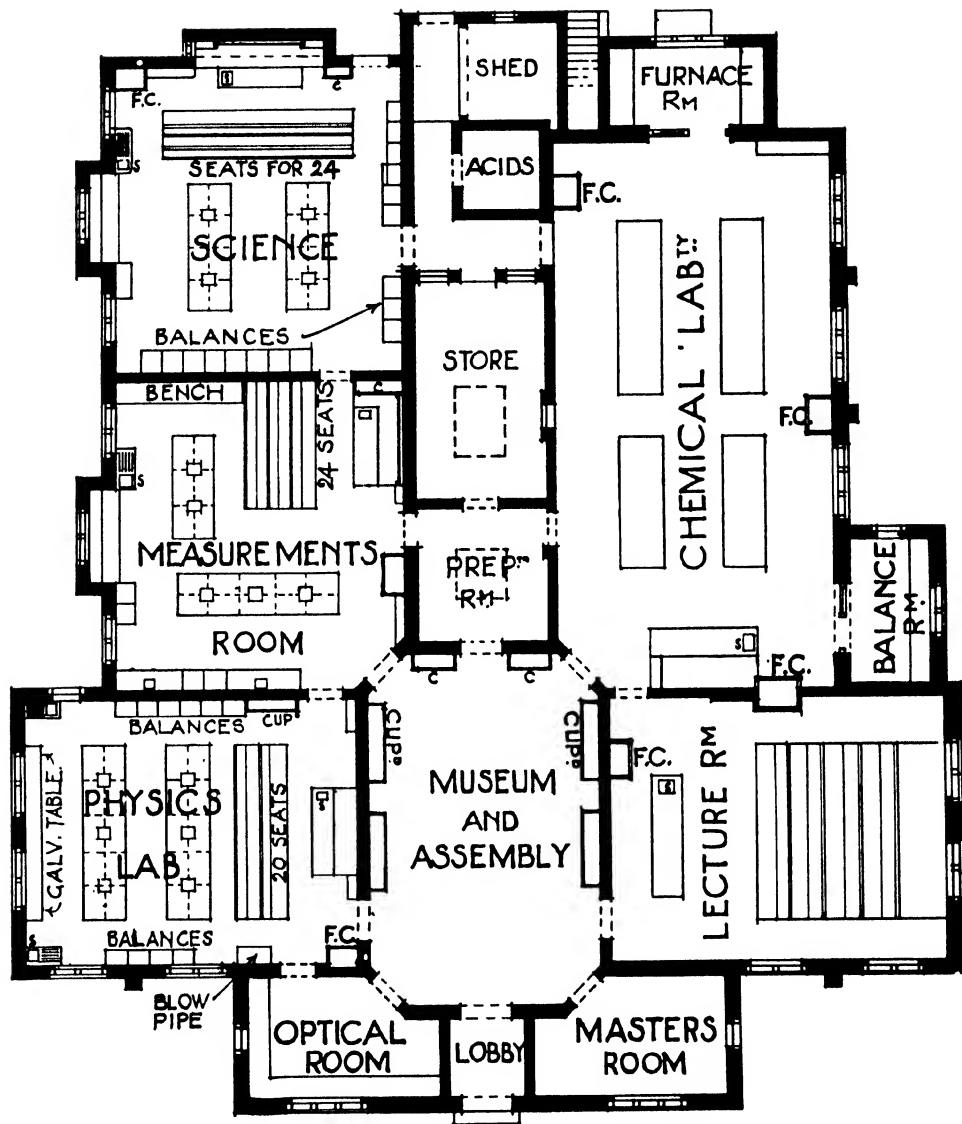 SHED
FURNACE
RM
F.C.
S
C
ACIDS
F.C.
S
SEATS FOR 24
SCIENCE
BALANCES
CHEMICAL LABTY.
STORE
BENCH
24 SEATS
C
F.C.
S
MEASUREMENTS
ROOM
PREPTN
RM
BALANCE
RM.
S
F.C.
C
C
BALANCES
CUPD
CUPD
CUPD
GALV. TABLE.
PHYSICS
LAB
20 SEATS
S
MUSEUM
AND
ASSEMBLY
F.C.
S
LECTURE RM
S
BALANCES
F.C.
BLOW
PIPE
OPTICAL
ROOM
LOBBY
MASTERS
ROOM